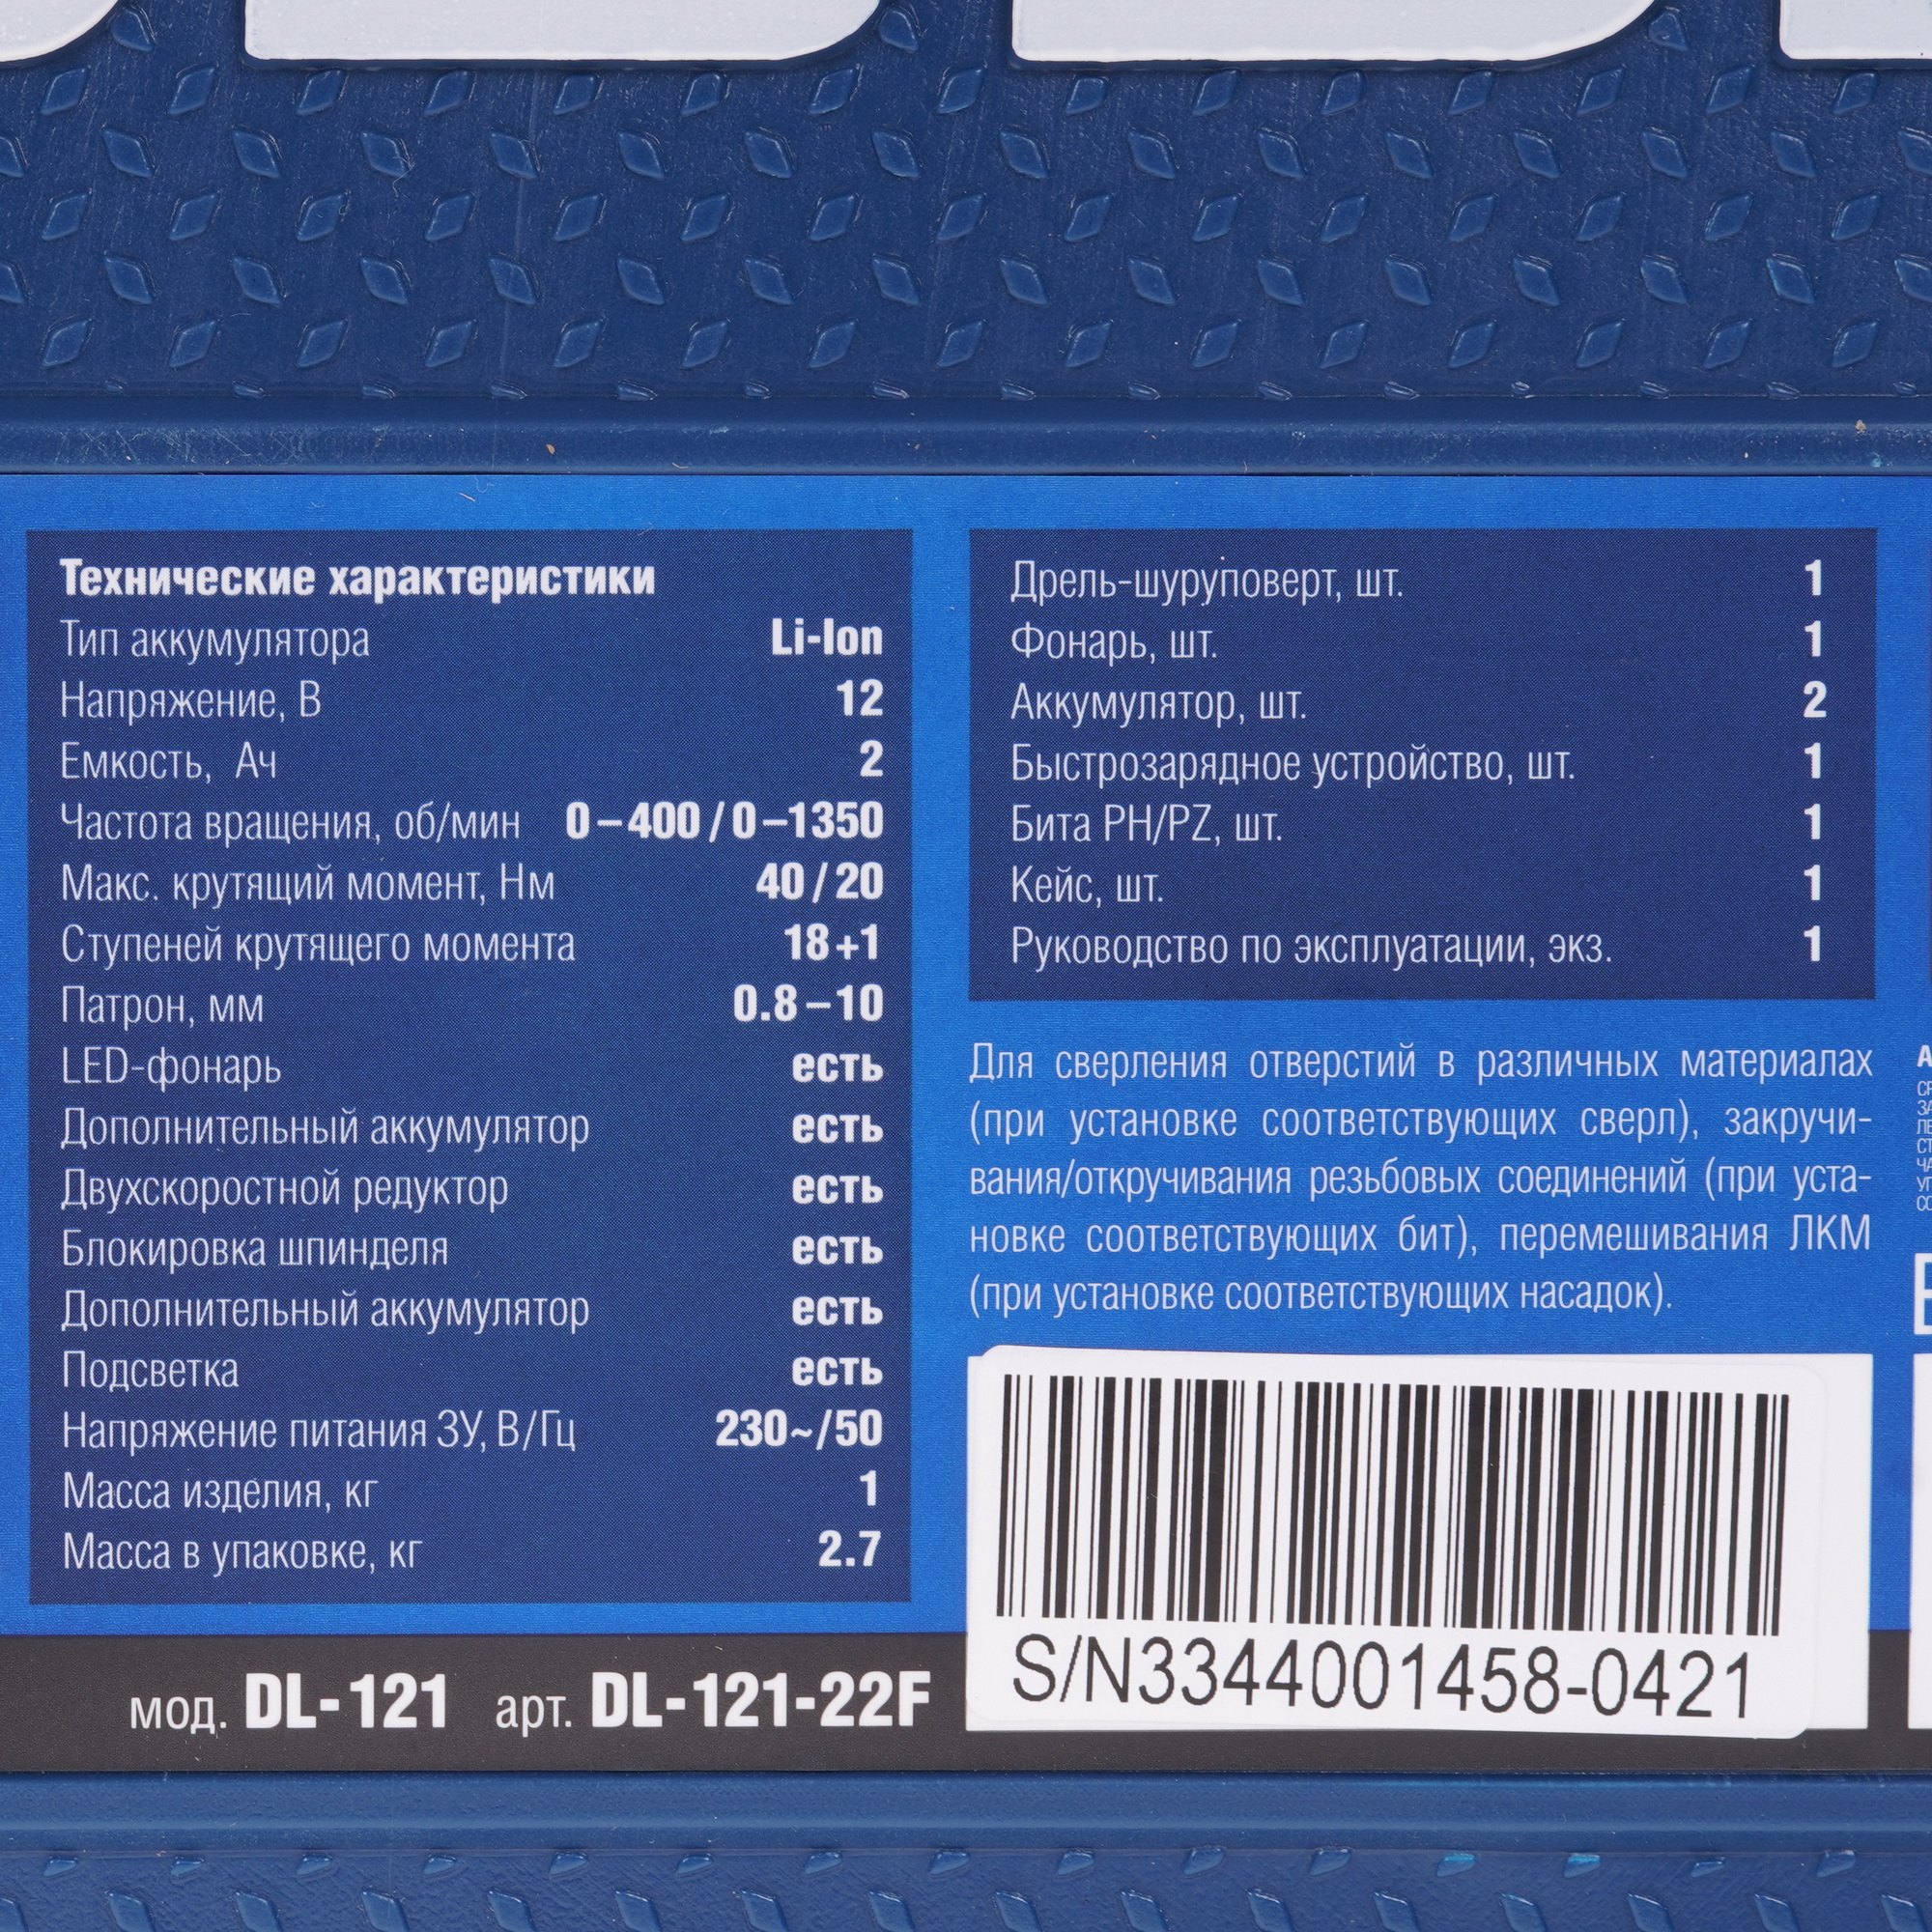 Технические характеристики
Тип аккумулятора Li-Ion
Напряжение, В 12
Емкость, Ач 2
Частота вращения, об/мин 0–400/0–1350
Макс. крутящий момент, Нм 40/20
Ступеней крутящего момента 18+1
Патрон, мм 0.8–10
LED-фонарь есть
Дополнительный аккумулятор есть
Двухскоростной редуктор есть
Блокировка шпинделя есть
Дополнительный аккумулятор есть
Подсветка есть
Напряжение питания ЗУ, В/Гц 230~/50
Масса изделия, кг 1
Масса в упаковке, кг 2.7
мод. DL-121 арт. DL-121-22F
Дрель-шуруповерт, шт. 1
Фонарь, шт. 1
Аккумулятор, шт. 2
Быстрозарядное устройство, шт. 1
Бита PH/PZ, шт. 1
Кейс, шт. 1
Руководство по эксплуатации, экз. 1
Для сверления отверстий в различных материалах
(при установке соответствующих сверл), закручи-
вания/откручивания резьбовых соединений (при уста-
новке соответствующих бит), перемешивания ЛКМ
(при установке соответствующих насадок).
S/N3344001458-0421